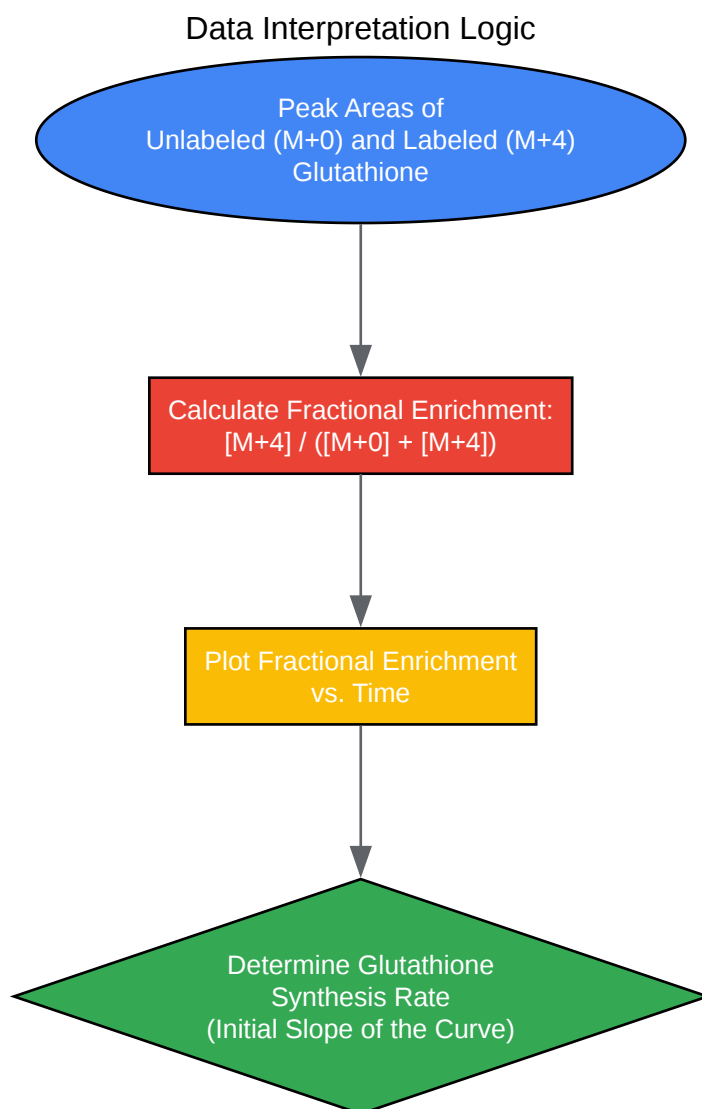 Data Interpretation Logic
Peak Areas of
Unlabeled (M+0) and Labeled (M+4)
Glutathione
Calculate Fractional Enrichment:
[M+4] / ([M+0] + [M+4])
Plot Fractional Enrichment
vs. Time
Determine Glutathione
Synthesis Rate
(Initial Slope of the Curve)